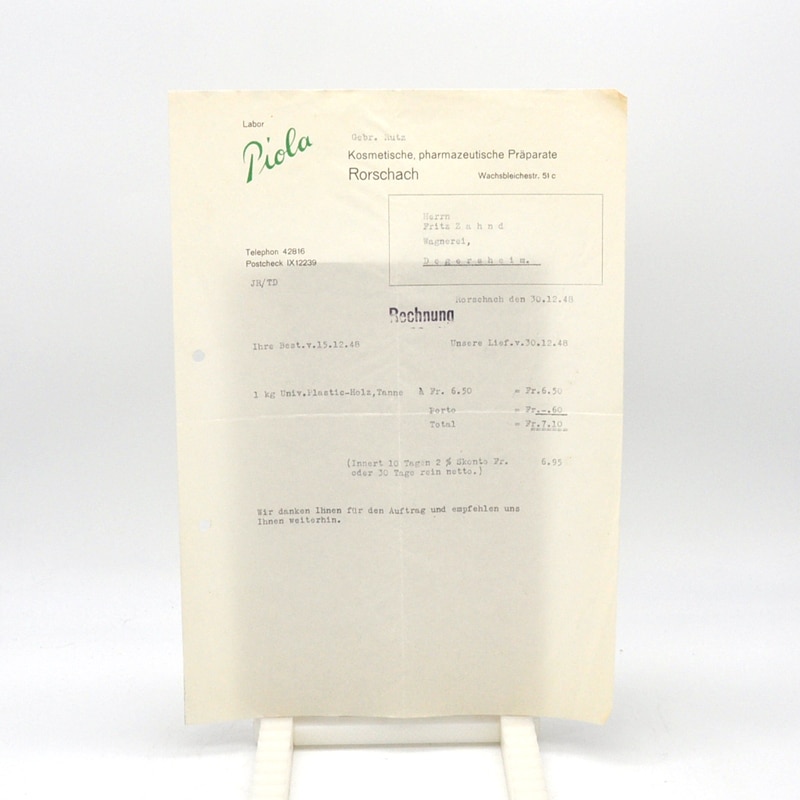 Labor
Piola
Gebr. Rutz
Kosmetische, pharmazeutische Präparate
Rorschach Wachsbleichestr. 51 c
Herrn
Fritz Z a h n d
Wagnerei,
D e g e r s h e i m.
Telephon 42816
Postcheck IX 12239
JR/TD
Rorschach den 30.12.48
Rechnung
Ihre Best.v.15.12.48 Unsere Lief.v.30.12.48
1 kg Univ.Plastic-Holz,Tanne à Fr. 6.50 = Fr.6.50
Porto = Fr.-.60
Total = Fr.7.10
(Innert 10 Tagen 2 % Skonto Fr. 6.95
oder 30 Tage rein netto.)
Wir danken Ihnen für den Auftrag und empfehlen uns
Ihnen weiterhin.